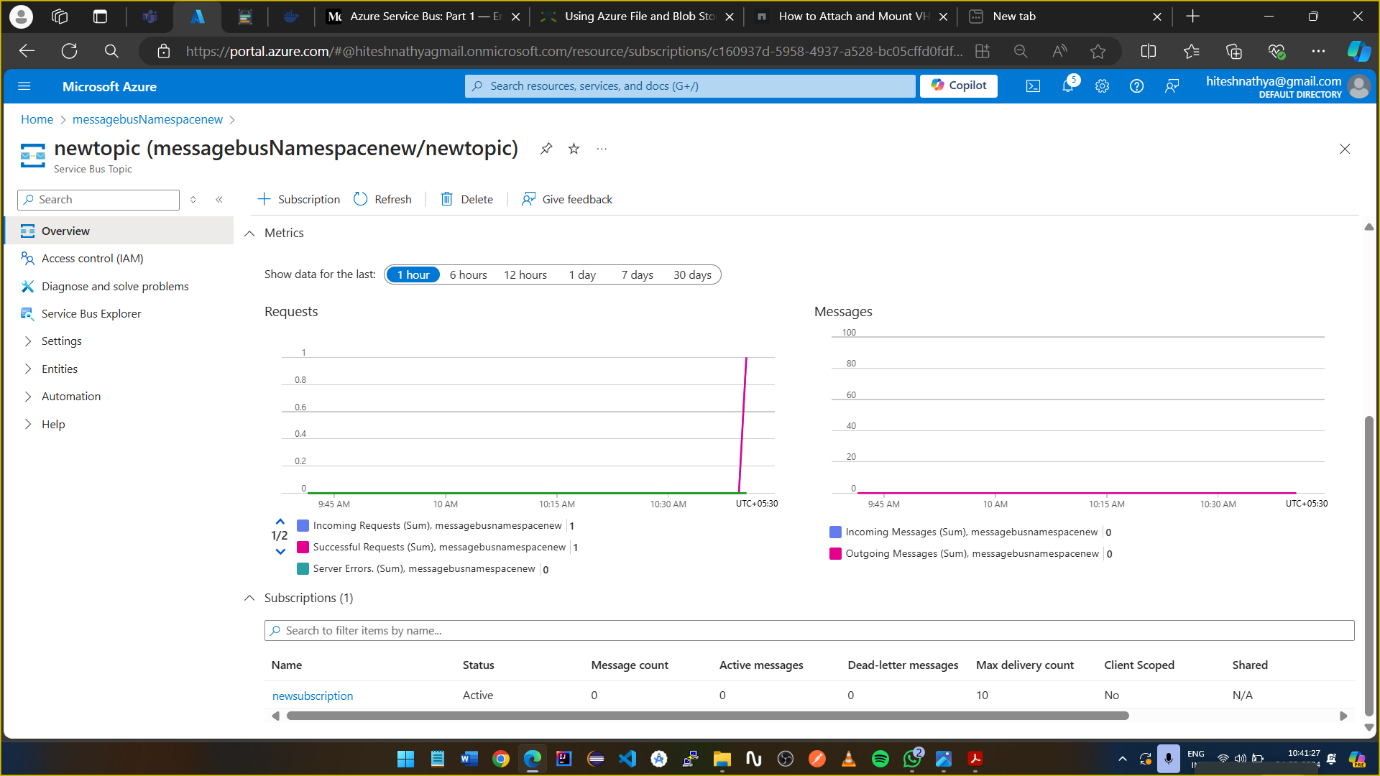 Azure Service Bus: Part 1 — Er
Using Azure File and Blob Sto
How to Attach and Mount VH
New tab
https://portal.azure.com/#@hiteshnathyagmail.onmicrosoft.com/resource/subscriptions/c160937d-5958-4937-a528-bc05cffd0fdf...
Microsoft Azure
Search resources, services, and docs (G+/)
Copilot
5
hiteshnathya@gmail.com
DEFAULT DIRECTORY
Home > messagebusNamespacenew >
newtopic (messagebusNamespacenew/newtopic)
Service Bus Topic
Search
Subscription
Refresh
Delete
Give feedback
Overview
Access control (IAM)
Diagnose and solve problems
Service Bus Explorer
Settings
Entities
Automation
Help
Metrics
Show data for the last:
1 hour
6 hours
12 hours
1 day
7 days
30 days
Requests
1
0.8
0.6
0.4
0.2
0
9:45 AM
10 AM
10:15 AM
10:30 AM
UTC+05:30
1/2
Incoming Requests (Sum), messagebusnamespacenew 1
Successful Requests (Sum), messagebusnamespacenew 1
Server Errors. (Sum), messagebusnamespacenew 0
Messages
100
80
60
40
20
0
9:45 AM
10 AM
10:15 AM
10:30 AM
UTC+05:30
Incoming Messages (Sum), messagebusnamespacenew 0
Outgoing Messages (Sum), messagebusnamespacenew 0
Subscriptions (1)
Search to filter items by name...
Name Status Message count Active messages Dead-letter messages Max delivery count Client Scoped Shared
newsubscription Active 0 0 0 10 No N/A
2
ENG
10:41:27